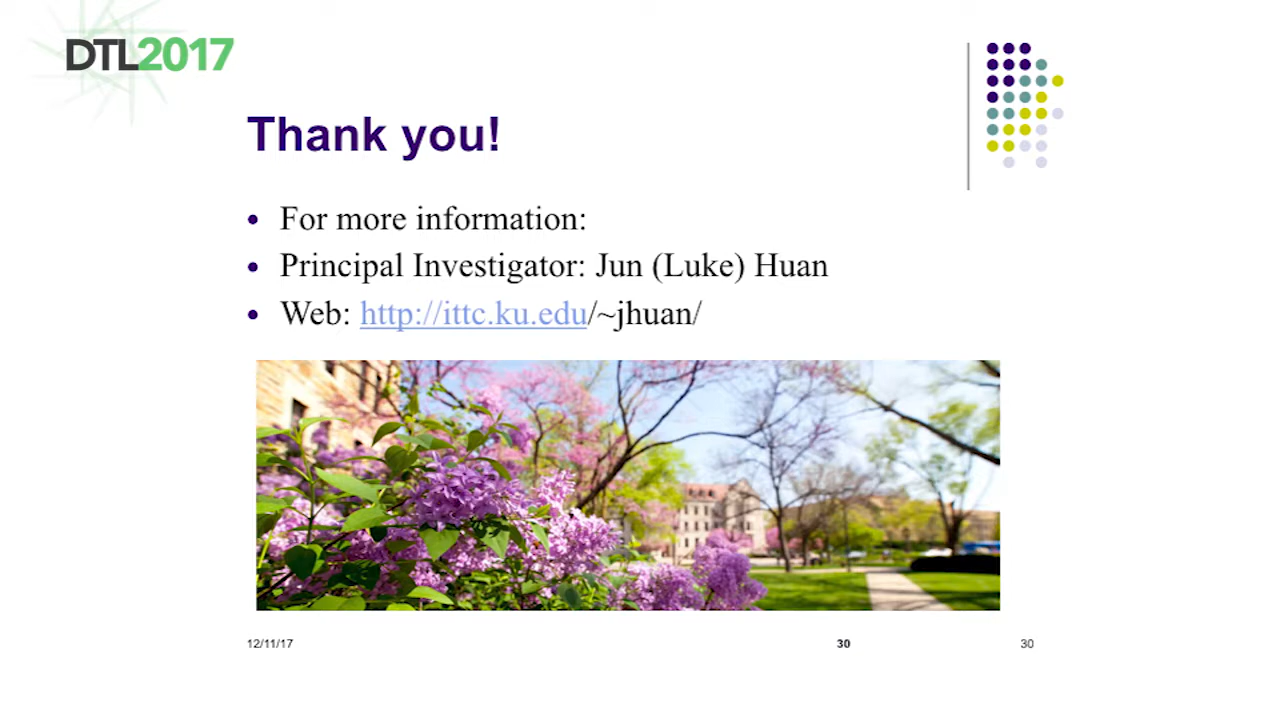 DTL2017
Thank you!
• For more information:
• Principal Investigator: Jun (Luke) Huan
• Web: http://ittc.ku.edu/~jhuan/
12/11/17
30
30